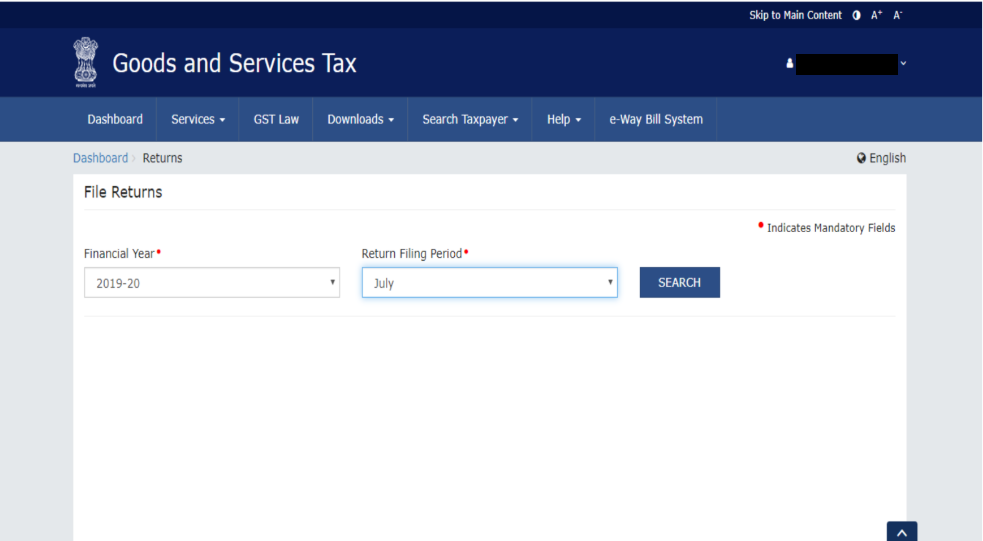 Skip to Main Content A+ A-
Goods and Services Tax
Dashboard Services GST Law Downloads Search Taxpayer Help e-Way Bill System
Dashboard › Returns English
File Returns
• Indicates Mandatory Fields
Financial Year• Return Filing Period•
2019-20 July SEARCH